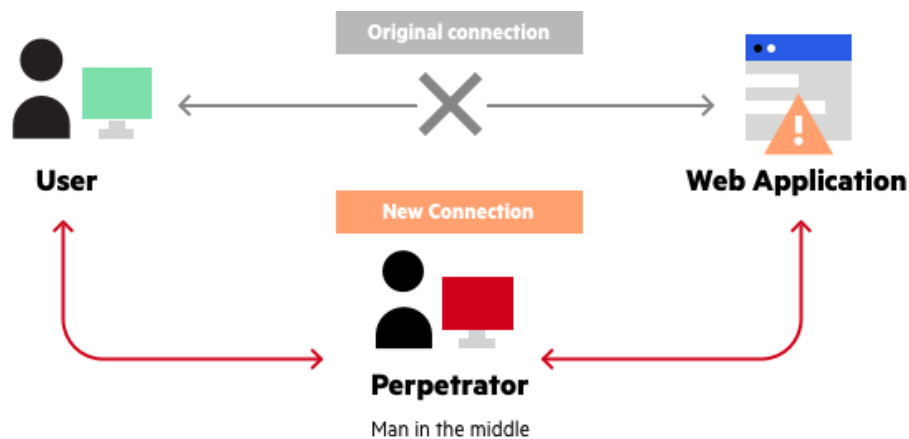 Original connection
User
Web Application
New Connection
Perpetrator
Man in the middle